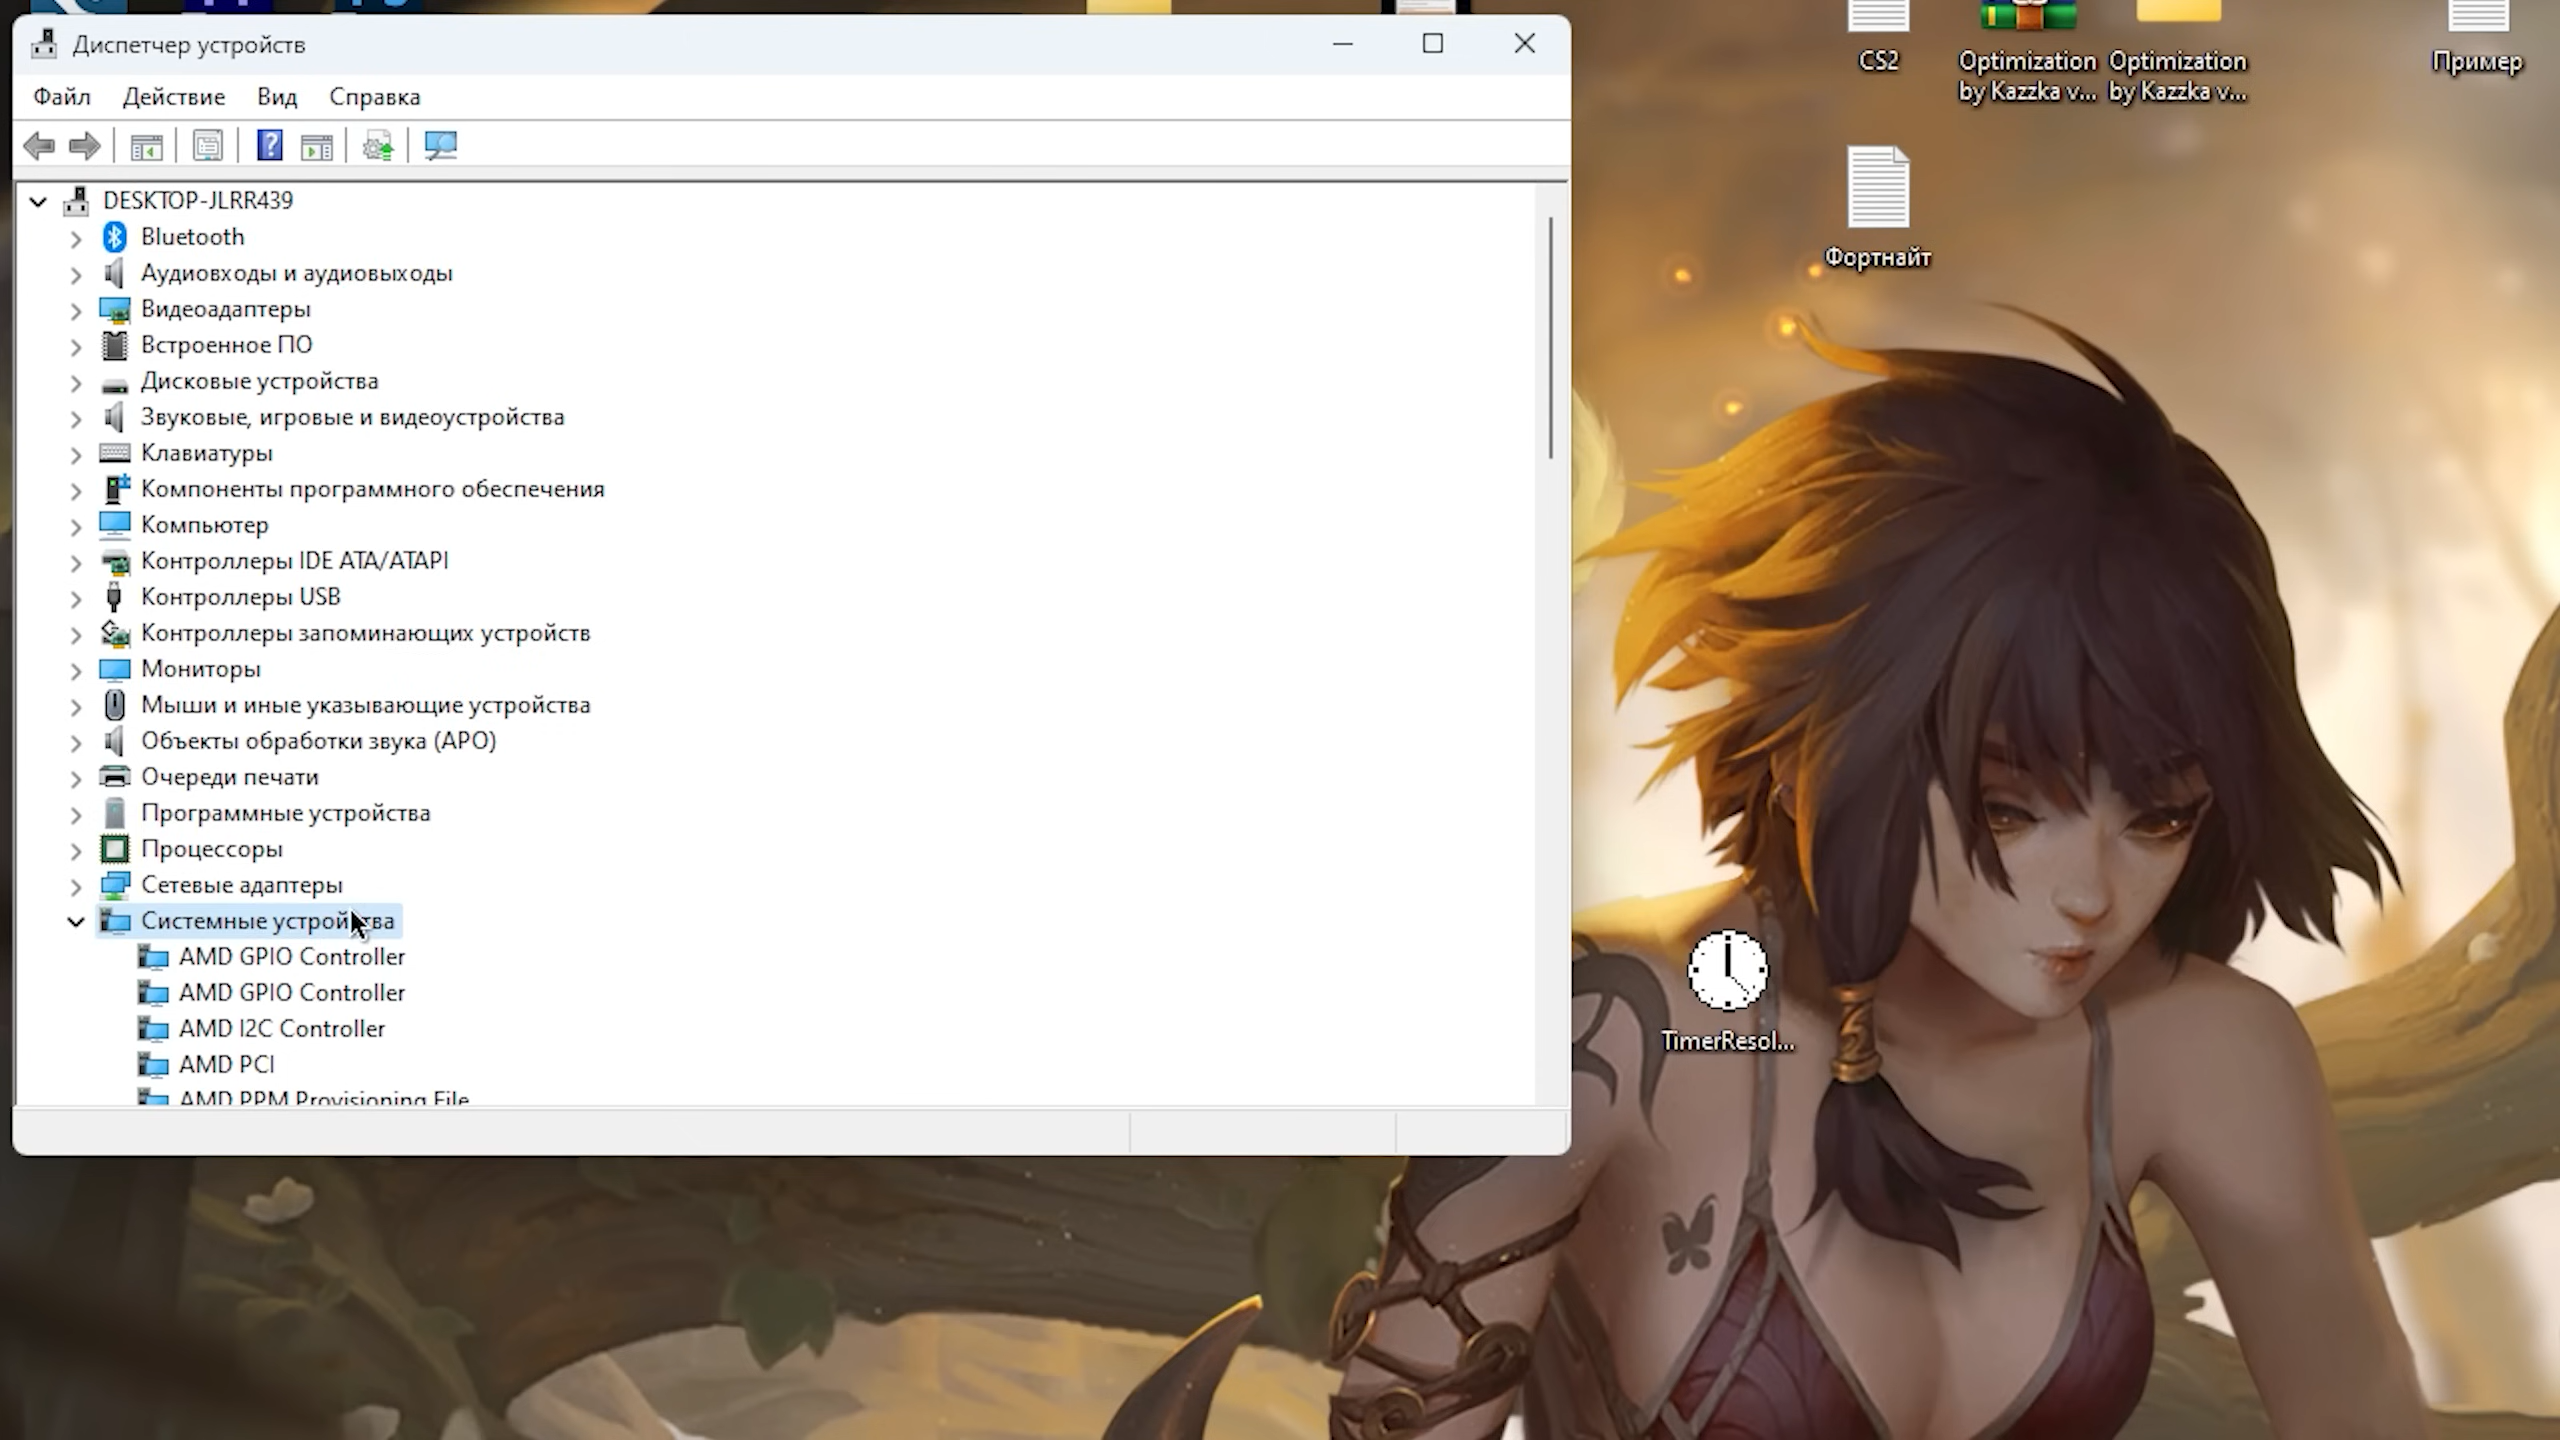 Диспетчер устройств
Файл Действие Вид Справка
DESKTOP-JLRR439
Bluetooth
Аудиовходы и аудиовыходы
Видеоадаптеры
Встроенное ПО
Дисковые устройства
Звуковые, игровые и видеоустройства
Клавиатуры
Компоненты программного обеспечения
Компьютер
Контроллеры IDE ATA/ATAPI
Контроллеры USB
Контроллеры запоминающих устройств
Мониторы
Мыши и иные указывающие устройства
Объекты обработки звука (APO)
Очереди печати
Программные устройства
Процессоры
Сетевые адаптеры
Системные устройства
AMD GPIO Controller
AMD GPIO Controller
AMD I2C Controller
AMD PCI
AMD PPM Provisioning File
CS2
Optimization
by Kazzka v...
Optimization
by Kazzka v...
Пример
Фортнайт
TimerResol...